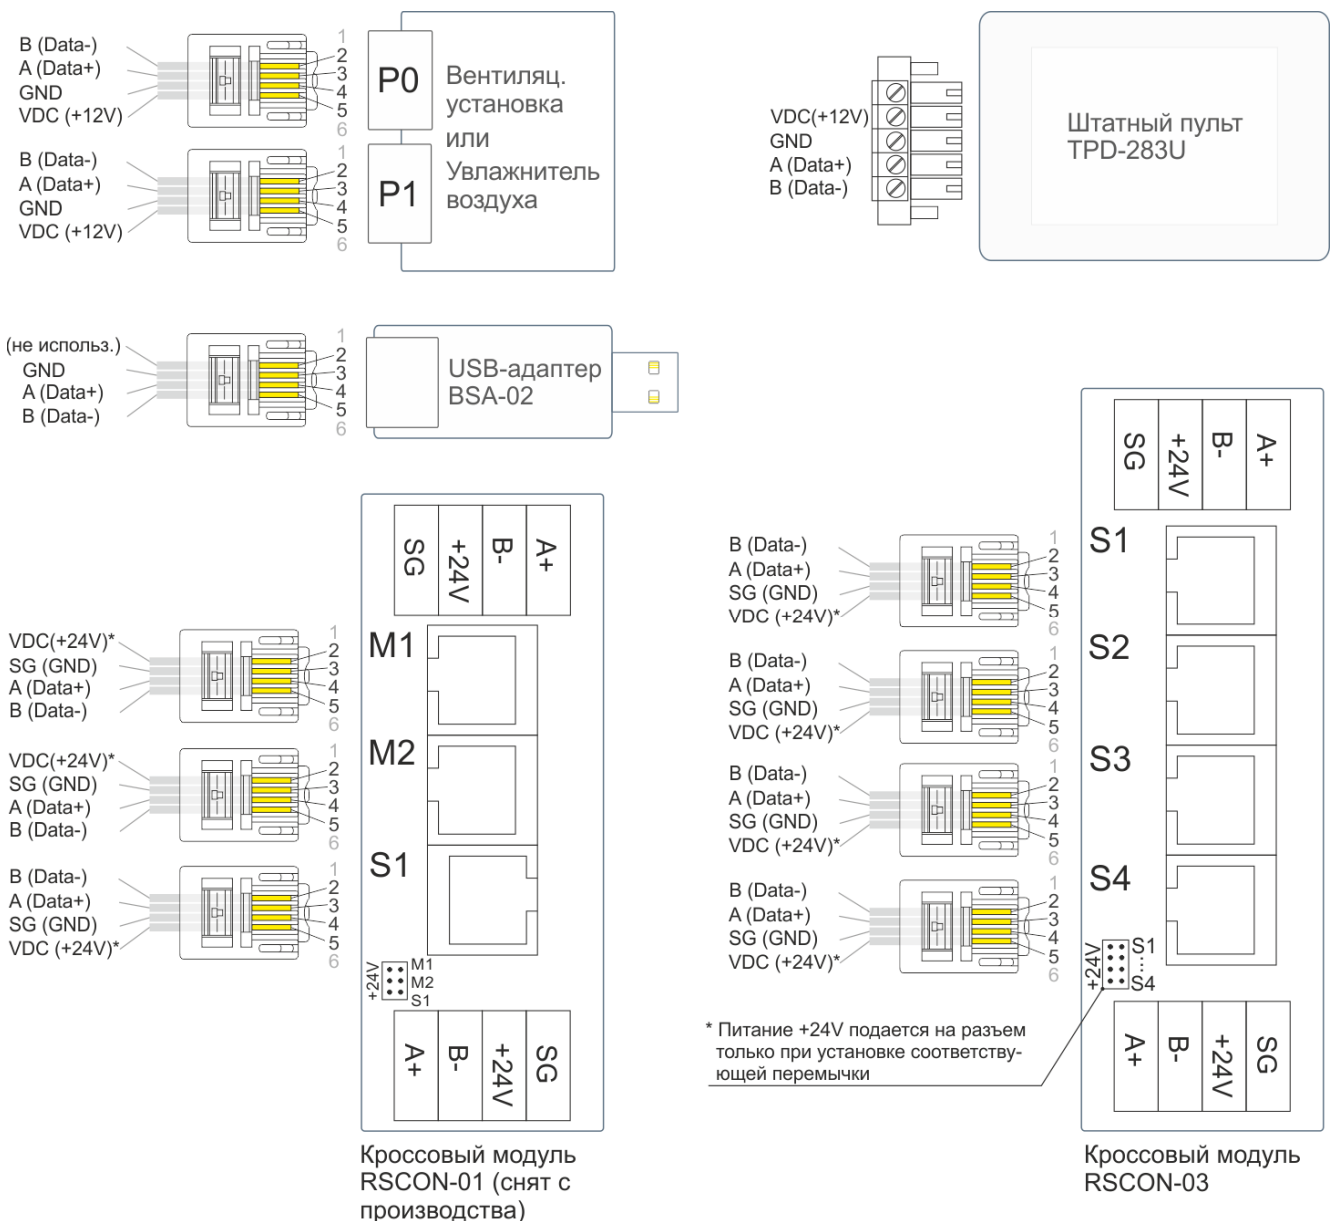 B (Data-)
A (Data+)
GND
VDC (+12V)
1
2
3
4
5
6
P0
B (Data-)
A (Data+)
GND
VDC (+12V)
1
2
3
4
5
6
P1
Вентиляц.
установка
или
Увлажнитель
воздуха
VDC(+12V)
GND
A (Data+)
B (Data-)
Штатный пульт
TPD-283U
(не использ.)
GND
A (Data+)
B (Data-)
1
2
3
4
5
6
USB-адаптер
BSA-02
SG
+24V
B-
A+
VDC(+24V)*
SG (GND)
A (Data+)
B (Data-)
1
2
3
4
5
6
M1
VDC(+24V)*
SG (GND)
A (Data+)
B (Data-)
1
2
3
4
5
6
M2
B (Data-)
A (Data+)
SG (GND)
VDC (+24V)*
1
2
3
4
5
6
S1
+24V
M1
M2
S1
A+
B-
+24V
SG
Кроссовый модуль
RSCON-01 (снят с
производства)
SG
+24V
B-
A+
B (Data-)
A (Data+)
SG (GND)
VDC (+24V)*
1
2
3
4
5
6
S1
B (Data-)
A (Data+)
SG (GND)
VDC (+24V)*
1
2
3
4
5
6
S2
B (Data-)
A (Data+)
SG (GND)
VDC (+24V)*
1
2
3
4
5
6
S3
B (Data-)
A (Data+)
SG (GND)
VDC (+24V)*
1
2
3
4
5
6
S4
+24V
S1
...
S4
* Питание +24V подается на разъем
только при установке соответству-
ющей перемычки
A+
B-
+24V
SG
Кроссовый модуль
RSCON-03